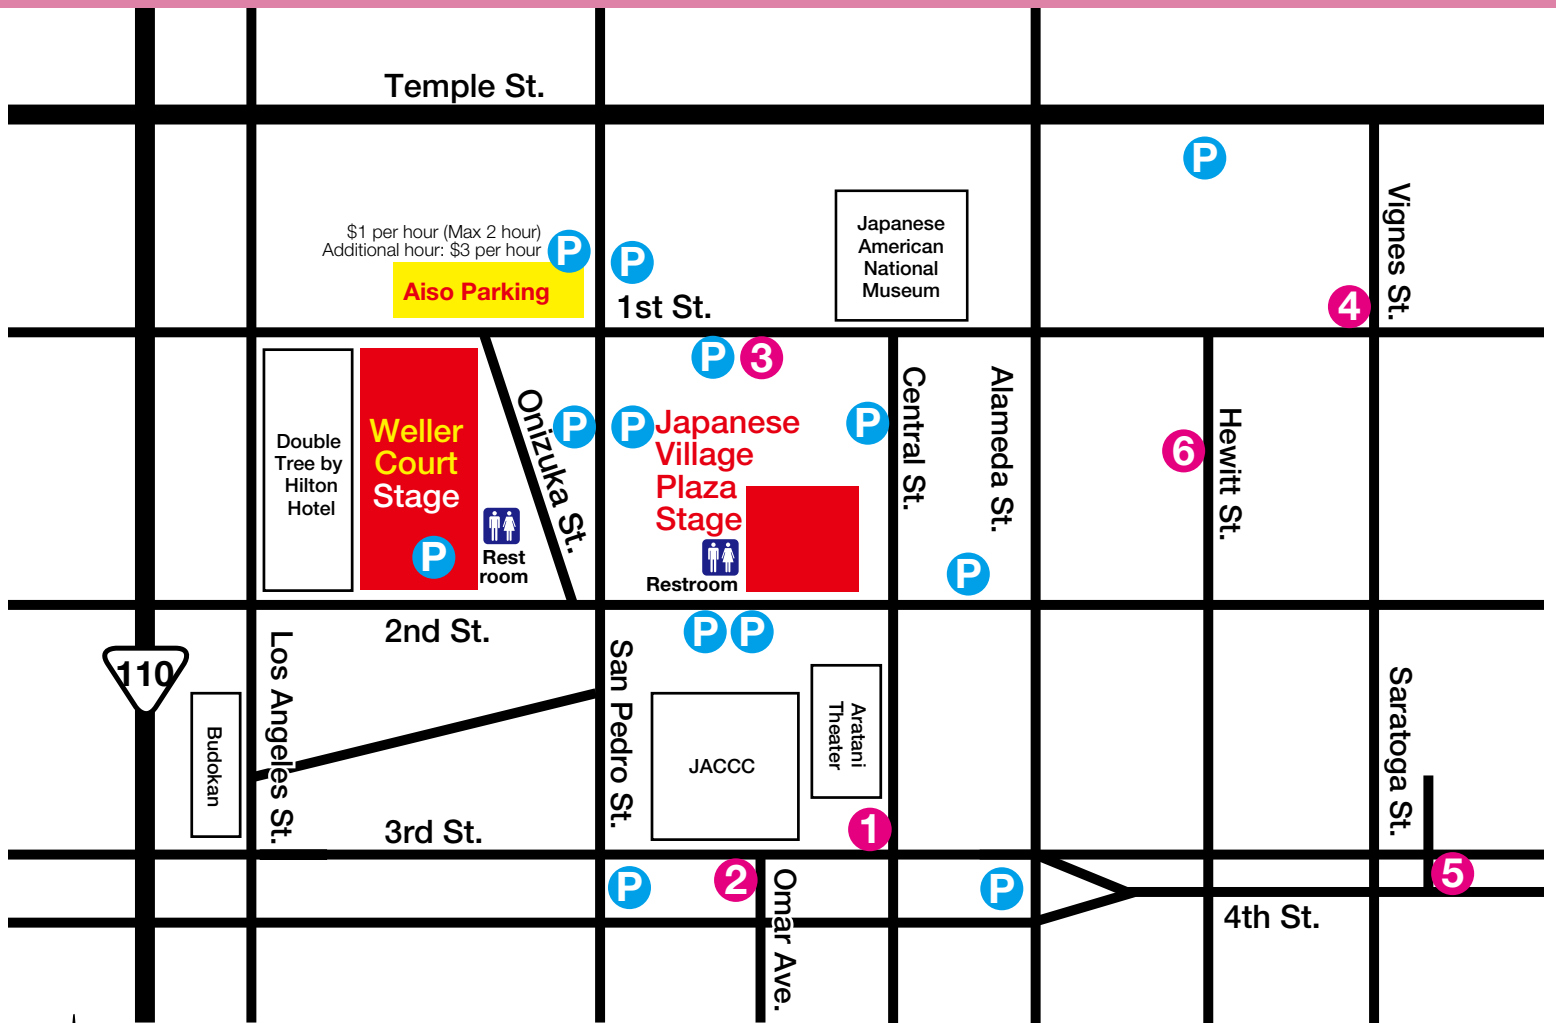 Temple St.
P
Vignes St.
$1 per hour (Max 2 hour)
Additional hour: $3 per hour
P
P
Aiso Parking
1st St.
Japanese
American
National
Museum
4
P
3
Double
Tree by
Hilton
Hotel
Weller
Court
Stage
P
Onizuka St.
Rest
room
P
P
Japanese
Village
Plaza
Stage
Restroom
P
Central St.
Alameda St.
P
6
Hewitt St.
2nd St.
P
P
110
Los Angeles St.
Budokan
San Pedro St.
JACCC
Aratani
Theater
Saratoga St.
3rd St.
1
P
2
Omar Ave.
P
5
4th St.